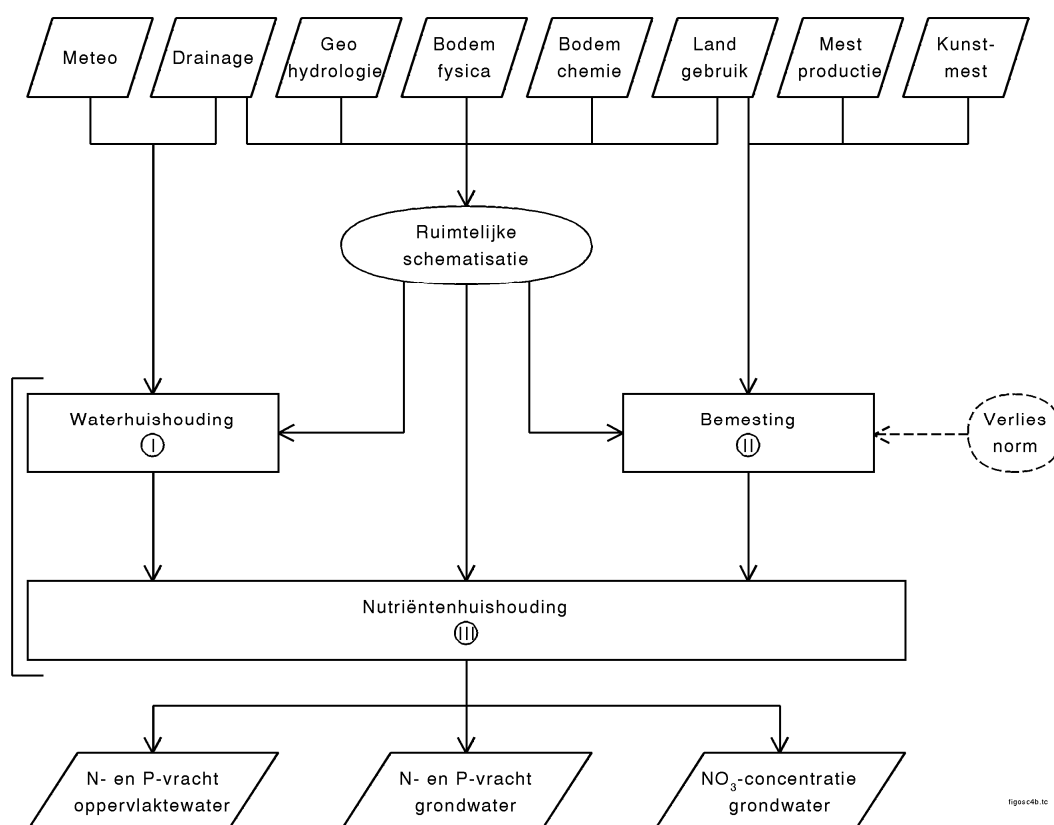 Meteo
Drainage
Geo
hydrologie
Bodem
fysica
Bodem
chemie
Land
gebruik
Mest
productie
Kunst-
mest
Ruimtelijke
schematisatie
Waterhuishouding
I
Bemesting
II
Verlies
norm
Nutriëntenhuishouding
III
N- en P-vracht
oppervlaktewater
N- en P-vracht
grondwater
NO₃-concentratie
grondwater
figosc4b.tc